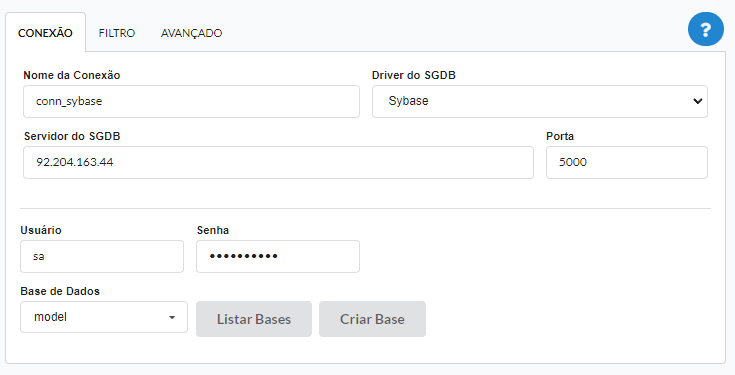 CONEXÃO FILTRO AVANÇADO ?
Nome da Conexão Driver do SGDB
conn_sybase Sybase
Servidor do SGDB Porta
92.204.163.44 5000
Usuário Senha
sa ••••••••••
Base de Dados
model Listar Bases Criar Base